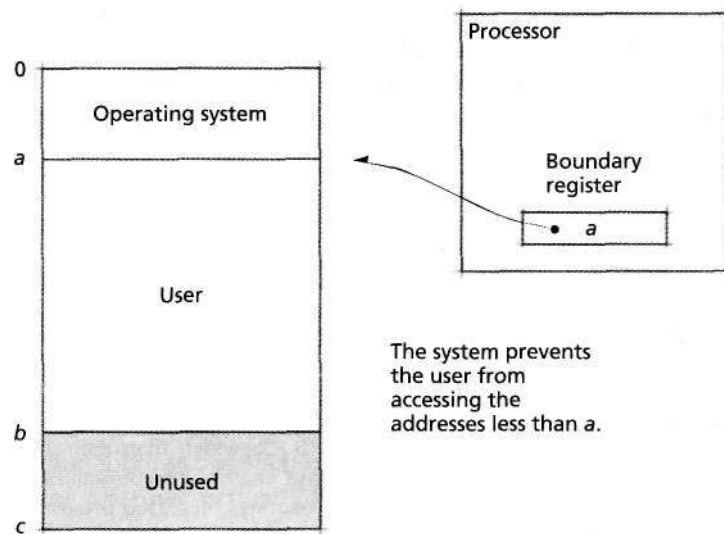 0
Operating system
a
User
b
Unused
c
Processor
Boundary
register
a
The system prevents
the user from
accessing the
addresses less than a.